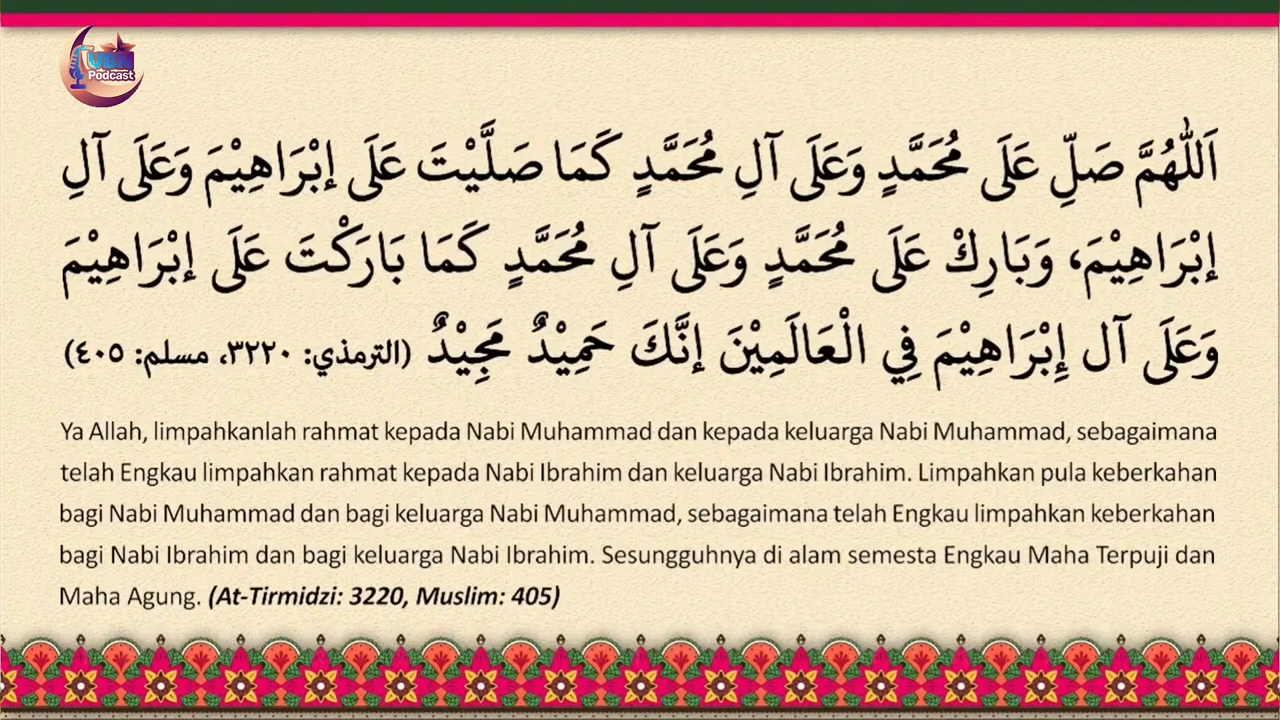 UBN
Podcast
اَللّٰهُمَّ صَلِّ عَلَى مُحَمَّدٍ وَعَلَى آلِ مُحَمَّدٍ كَمَا صَلَّيْتَ عَلَى إِبْرَاهِيْمَ وَعَلَى آلِ
إِبْرَاهِيْمَ، وَبَارِكْ عَلَى مُحَمَّدٍ وَعَلَى آلِ مُحَمَّدٍ كَمَا بَارَكْتَ عَلَى إِبْرَاهِيْمَ
وَعَلَى آل إِبْرَاهِيْمَ فِي الْعَالَمِيْنَ إِنَّكَ حَمِيْدٌ مَجِيْدٌ (الترمذي: ٣٢٢٠، مسلم: ٤٠٥)
Ya Allah, limpahkanlah rahmat kepada Nabi Muhammad dan kepada keluarga Nabi Muhammad, sebagaimana
telah Engkau limpahkan rahmat kepada Nabi Ibrahim dan keluarga Nabi Ibrahim. Limpahkan pula keberkahan
bagi Nabi Muhammad dan bagi keluarga Nabi Muhammad, sebagaimana telah Engkau limpahkan keberkahan
bagi Nabi Ibrahim dan bagi keluarga Nabi Ibrahim. Sesungguhnya di alam semesta Engkau Maha Terpuji dan
Maha Agung. (At-Tirmidzi: 3220, Muslim: 405)